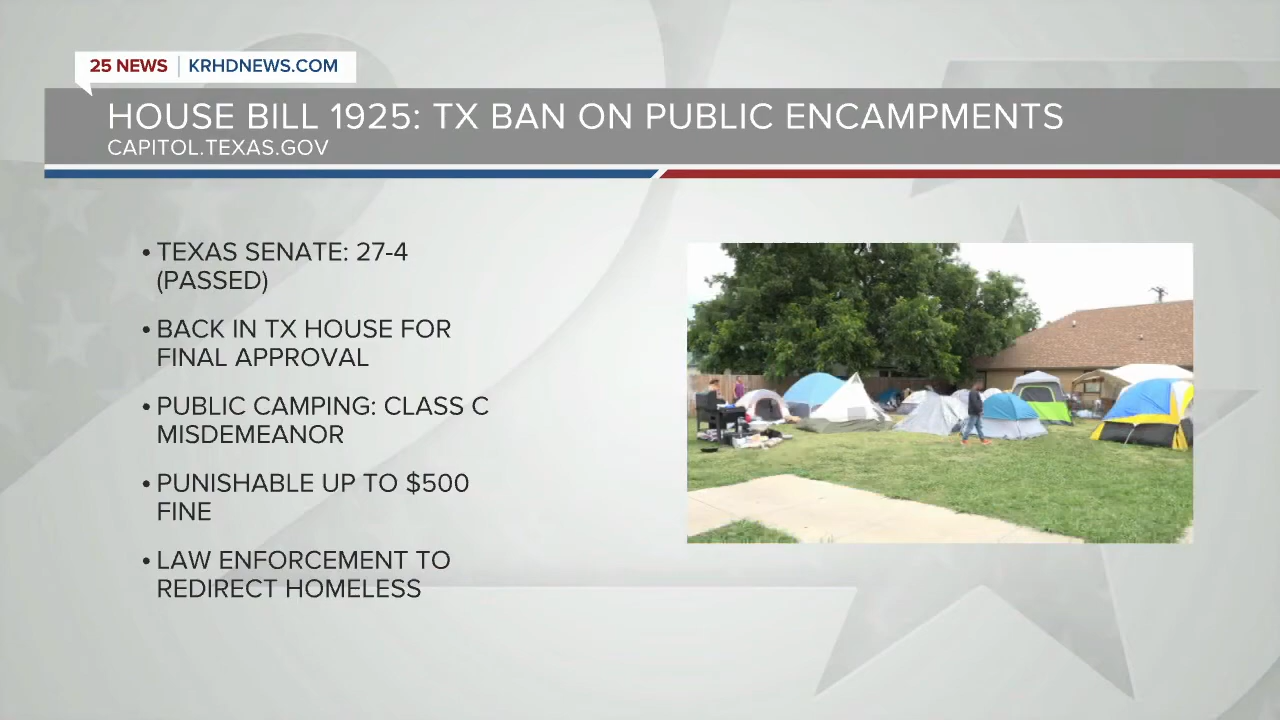 25 NEWS | KRHDNEWS.COM
HOUSE BILL 1925: TX BAN ON PUBLIC ENCAMPMENTS
CAPITOL.TEXAS.GOV
• TEXAS SENATE: 27-4
(PASSED)
• BACK IN TX HOUSE FOR
FINAL APPROVAL
• PUBLIC CAMPING: CLASS C
MISDEMEANOR
• PUNISHABLE UP TO $500
FINE
• LAW ENFORCEMENT TO
REDIRECT HOMELESS